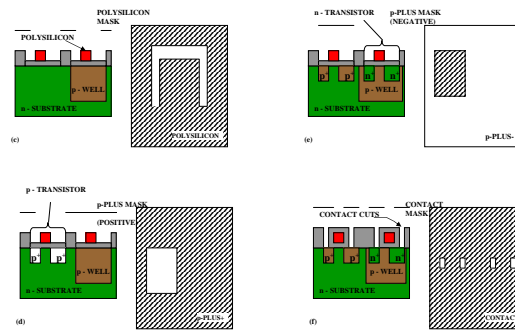 POLYSILICON
MASK
POLYSILICON
p - WELL
n - SUBSTRATE
POLYSILICON
(c)
n - TRANSISTOR
p-PLUS MASK
(NEGATIVE)
p+ p+ n+ n+
p - WELL
n - SUBSTRATE
p-PLUS-
(e)
p - TRANSISTOR
p-PLUS MASK
(POSITIVE)
p+ p+
p - WELL
n - SUBSTRATE
p-PLUS+
(d)
CONTACT
MASK
CONTACT CUTS
p+ p+ n+ n+
p - WELL
n - SUBSTRATE
CONTAC
(f)